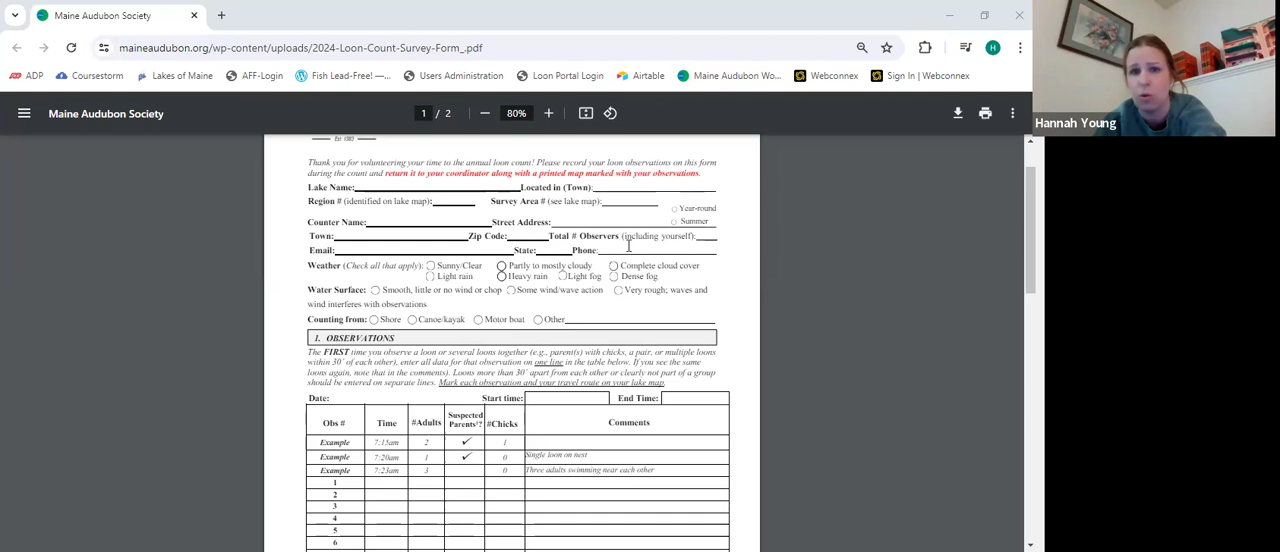 Maine Audubon Society
maineaudubon.org/wp-content/uploads/2024-Loon-Count-Survey-Form_.pdf
H
ADP
Coursestorm
Lakes of Maine
AFF-Login
Fish Lead-Free! —...
Users Administration
Loon Portal Login
Airtable
Maine Audubon Wo...
Webconnex
Sign In | Webconnex
Maine Audubon Society
1 / 2
80%
Hannah Young
Est. 1983
Thank you for volunteering your time to the annual loon count! Please record your loon observations on this form
during the count and return it to your coordinator along with a printed map marked with your observations.
Lake Name: Located in (Town):
Region # (identified on lake map): Survey Area # (see lake map):
Year-round
Counter Name: Street Address: Summer
Town: Zip Code: Total # Observers (including yourself):
Email: State: Phone:
Weather (Check all that apply): Sunny/Clear Partly to mostly cloudy Complete cloud cover
Light rain Heavy rain Light fog Dense fog
Water Surface: Smooth, little or no wind or chop Some wind/wave action Very rough; waves and
wind interferes with observations
Counting from: Shore Canoe/kayak Motor boat Other
1. OBSERVATIONS
The FIRST time you observe a loon or several loons together (e.g., parent(s) with chicks, a pair, or multiple loons
within 30' of each other), enter all data for that observation on one line in the table below. If you see the same
loons again, note that in the comments). Loons more than 30' apart from each other or clearly not part of a group
should be entered on separate lines. Mark each observation and your travel route on your lake map.
Date: Start time: End Time:
Obs # Time #Adults Suspected Parents'? #Chicks Comments
Example 7:15am 2 ✓ 1
Example 7:20am 1 ✓ 0 Single loon on nest
Example 7:23am 3 0 Three adults swimming near each other
1
2
3
4
5
6